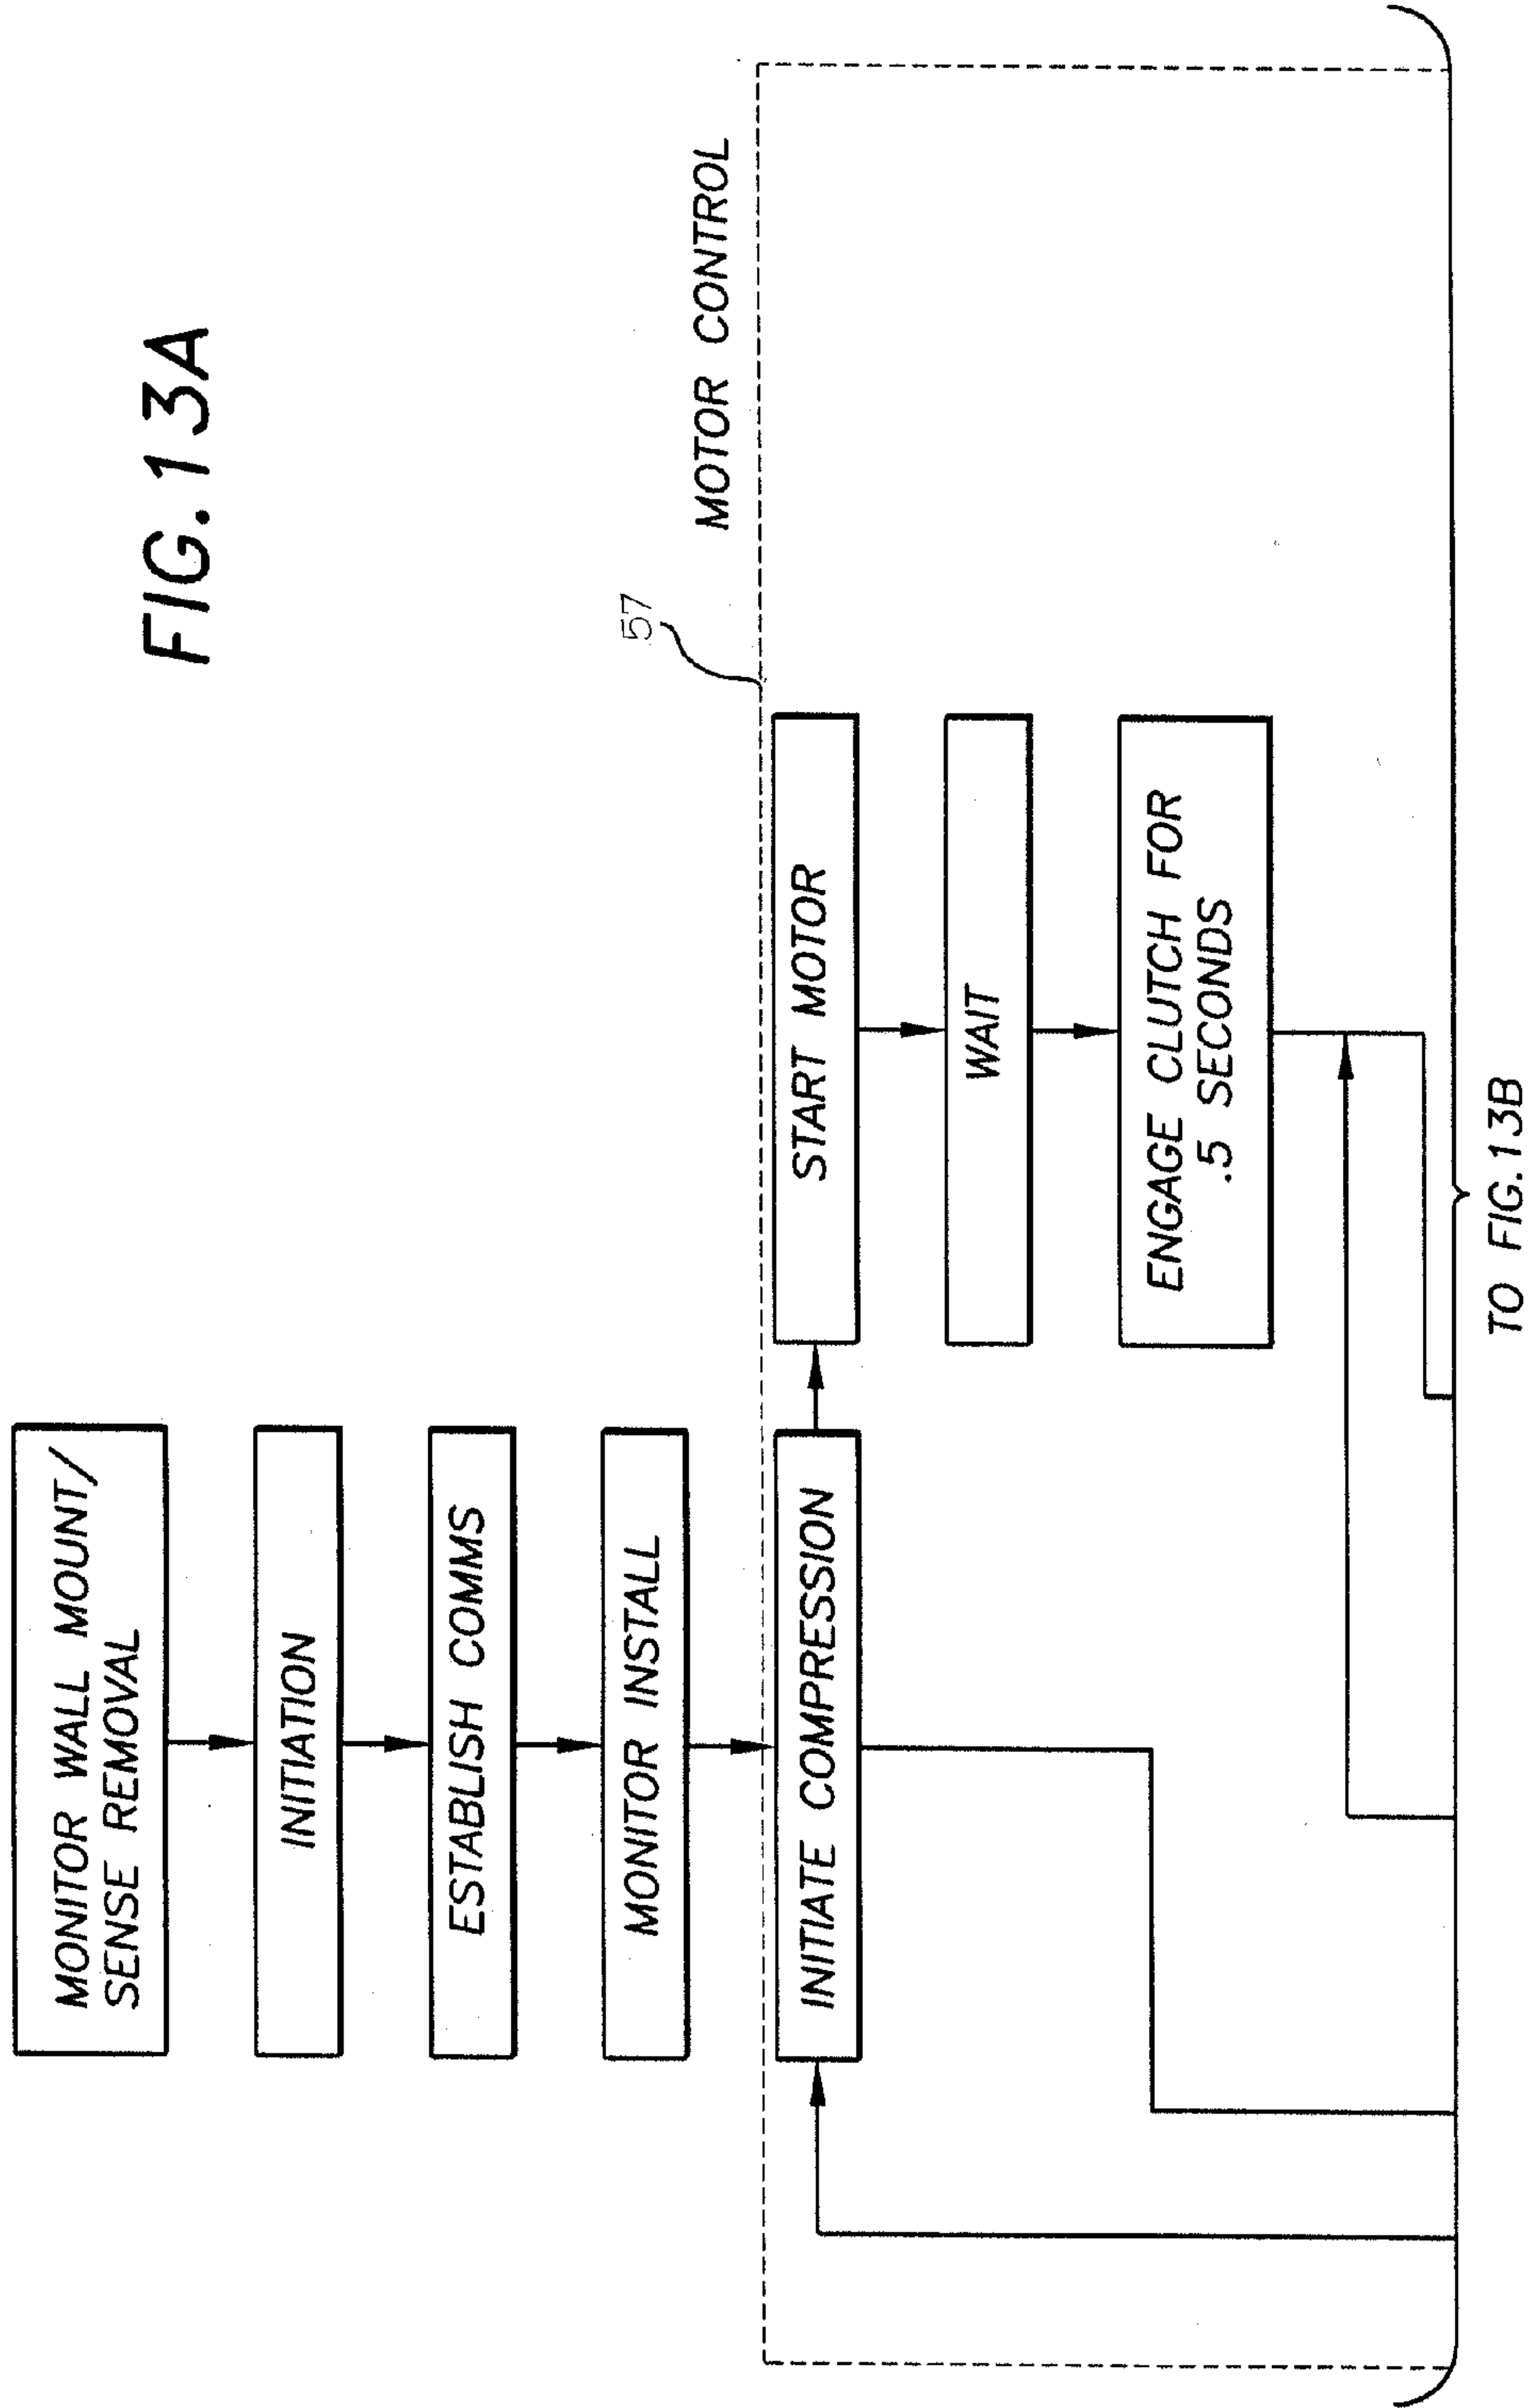 FIG. 13A
MONITOR WALL MOUNT/
SENSE REMOVAL
INITIATION
ESTABLISH COMMS
MONITOR INSTALL
57
MOTOR CONTROL
INITIATE COMPRESSION
START MOTOR
WAIT
ENGAGE CLUTCH FOR
.5 SECONDS
TO FIG. 13B